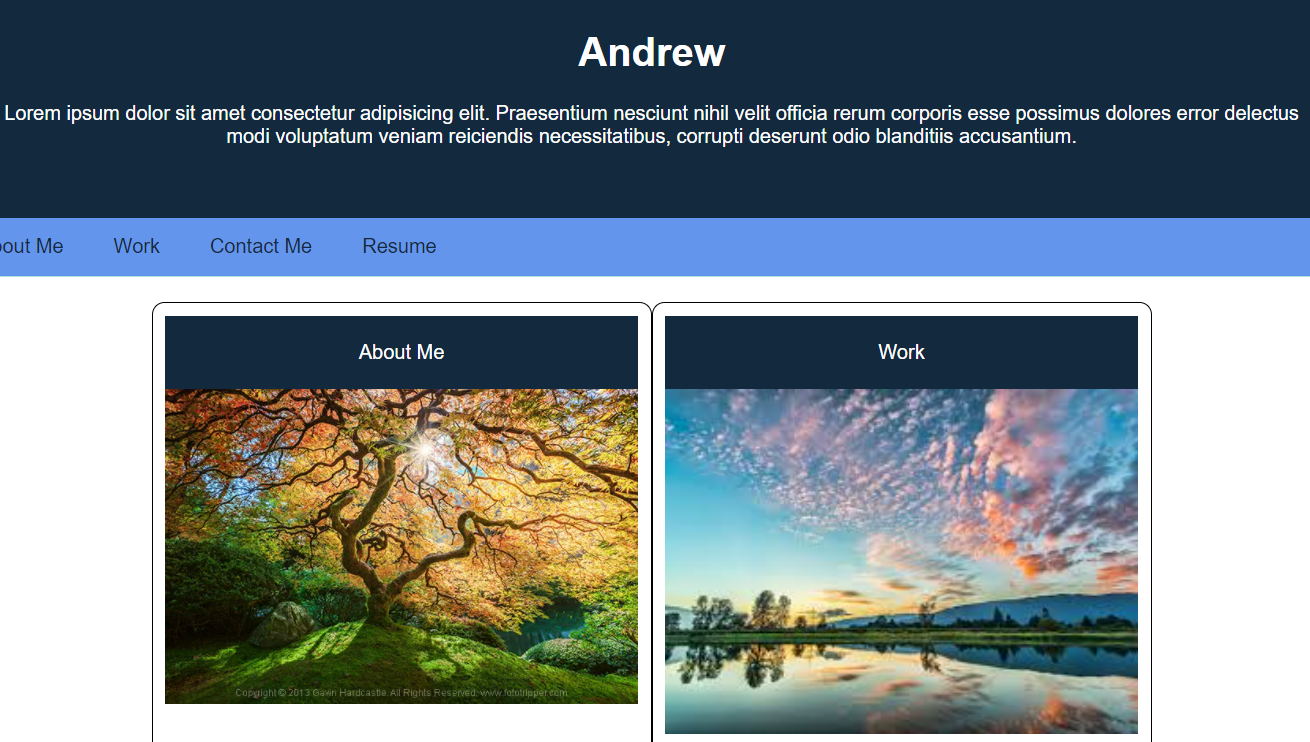 Andrew
Lorem ipsum dolor sit amet consectetur adipisicing elit. Praesentium nesciunt nihil velit officia rerum corporis esse possimus dolores error delectus
modi voluptatum veniam reiciendis necessitatibus, corrupti deserunt odio blanditiis accusantium.
out Me Work Contact Me Resume
About Me Work
Copyright © 2013 Gavin Hardcastle. All Rights Reserved. www.fototripper.com